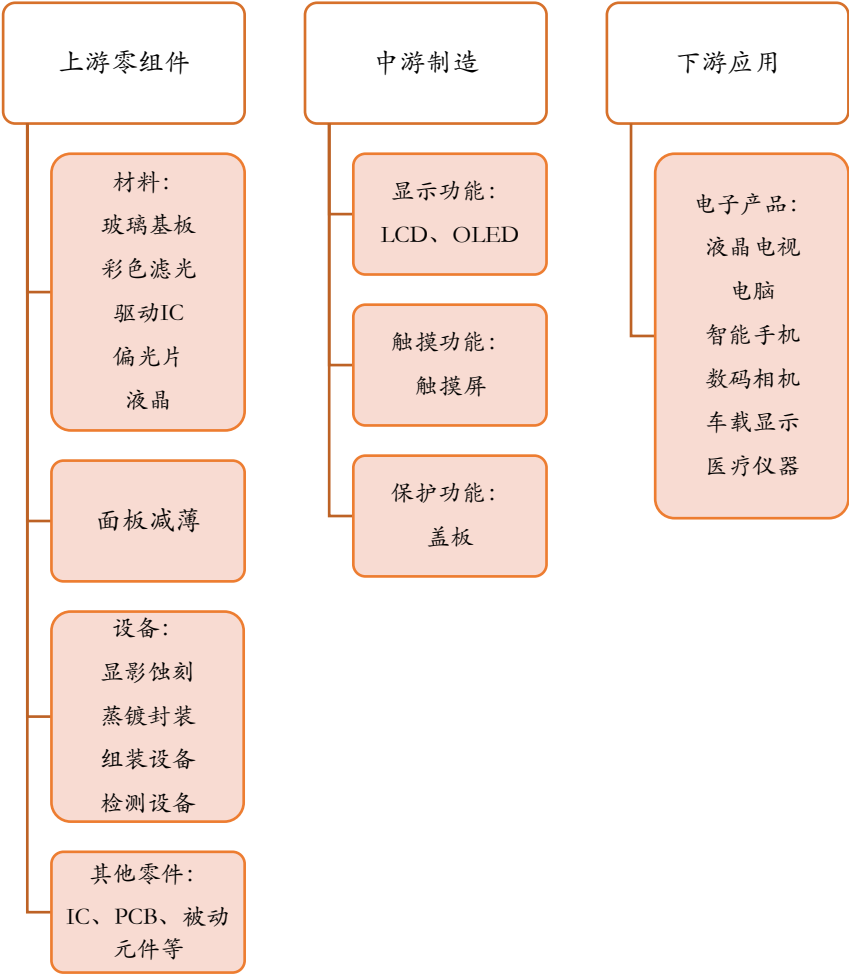 上游零组件
材料：
玻璃基板
彩色滤光
驱动IC
偏光片
液晶
面板减薄
设备：
显影蚀刻
蒸镀封装
组装设备
检测设备
其他零件：
IC、PCB、被动
元件等
中游制造
显示功能：
LCD、OLED
触摸功能：
触摸屏
保护功能：
盖板
下游应用
电子产品：
液晶电视
电脑
智能手机
数码相机
车载显示
医疗仪器